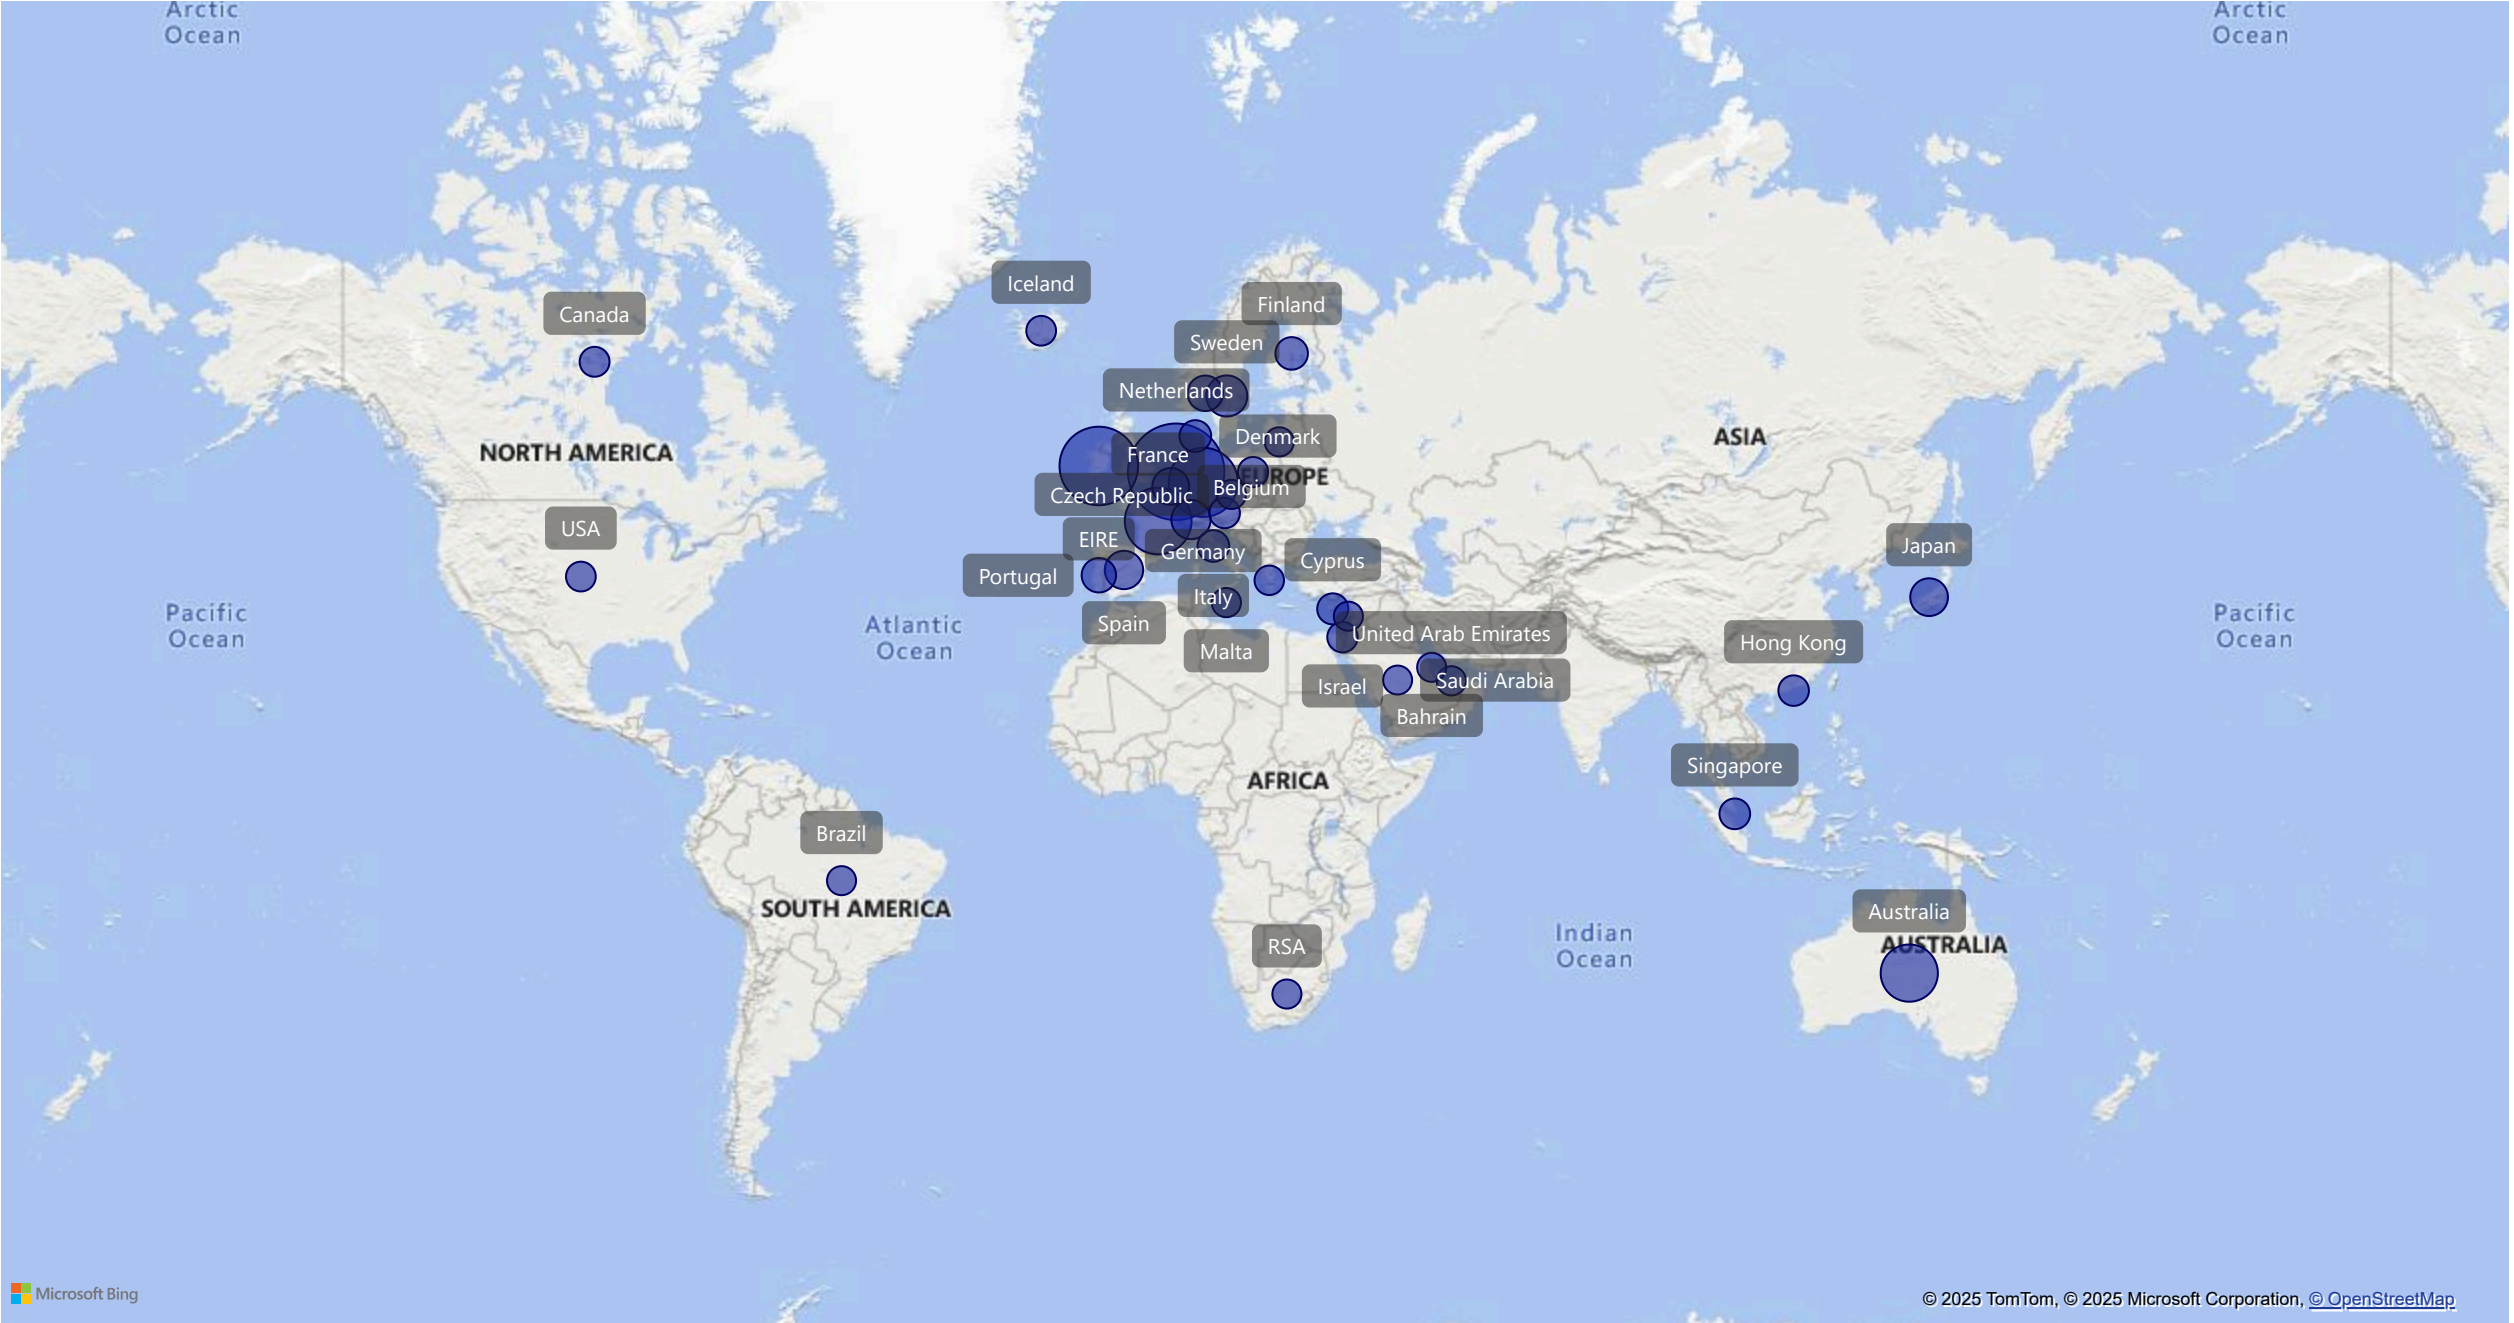 Arctic
Ocean
Arctic
Ocean
Iceland
Finland
Canada
Sweden
Netherlands
Denmark
ASIA
NORTH AMERICA
France
EUROPE
Belgium
Czech Republic
USA
EIRE
Germany
Japan
Cyprus
Portugal
Italy
Pacific
Ocean
Pacific
Ocean
Spain
Atlantic
Ocean
United Arab Emirates
Hong Kong
Malta
Israel
Saudi Arabia
Bahrain
Singapore
AFRICA
Brazil
SOUTH AMERICA
Australia
AUSTRALIA
RSA
Indian
Ocean
Microsoft Bing
© 2025 TomTom, © 2025 Microsoft Corporation, © OpenStreetMap